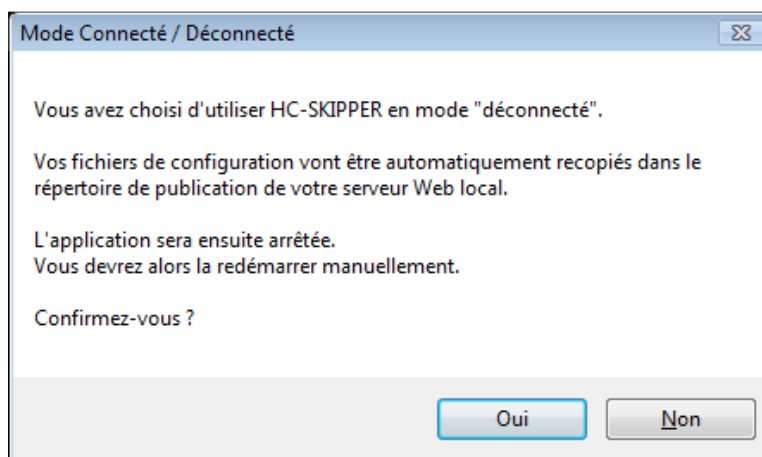 Mode Connecté / Déconnecté
Vous avez choisi d'utiliser HC-SKIPPER en mode "déconnecté".
Vos fichiers de configuration vont être automatiquement recopiés dans le
répertoire de publication de votre serveur Web local.
L'application sera ensuite arrêtée.
Vous devrez alors la redémarrer manuellement.
Confirmez-vous ?
Oui
Non